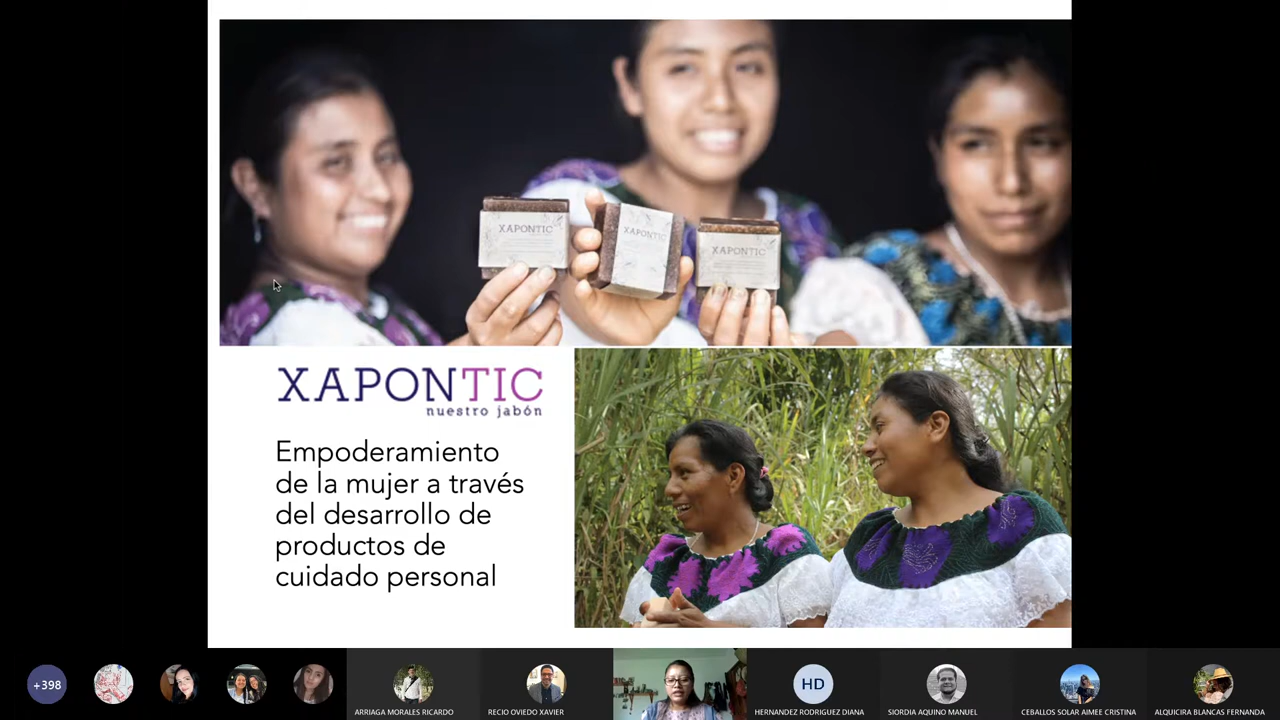 XAPONTIC
XAPONTIC
XAPONTIC
XAPONTIC
nuestro jabón
Empoderamiento
de la mujer a través
del desarrollo de
productos de
cuidado personal
+398
ARRIAGA MORALES RICARDO
RECIO OVIEDO XAVIER
HD
HERNANDEZ RODRIGUEZ DIANA
SIORDIA AQUINO MANUEL
CEBALLOS SOLAR AIMEE CRISTINA
ALQUICIRA BLANCAS FERNANDA